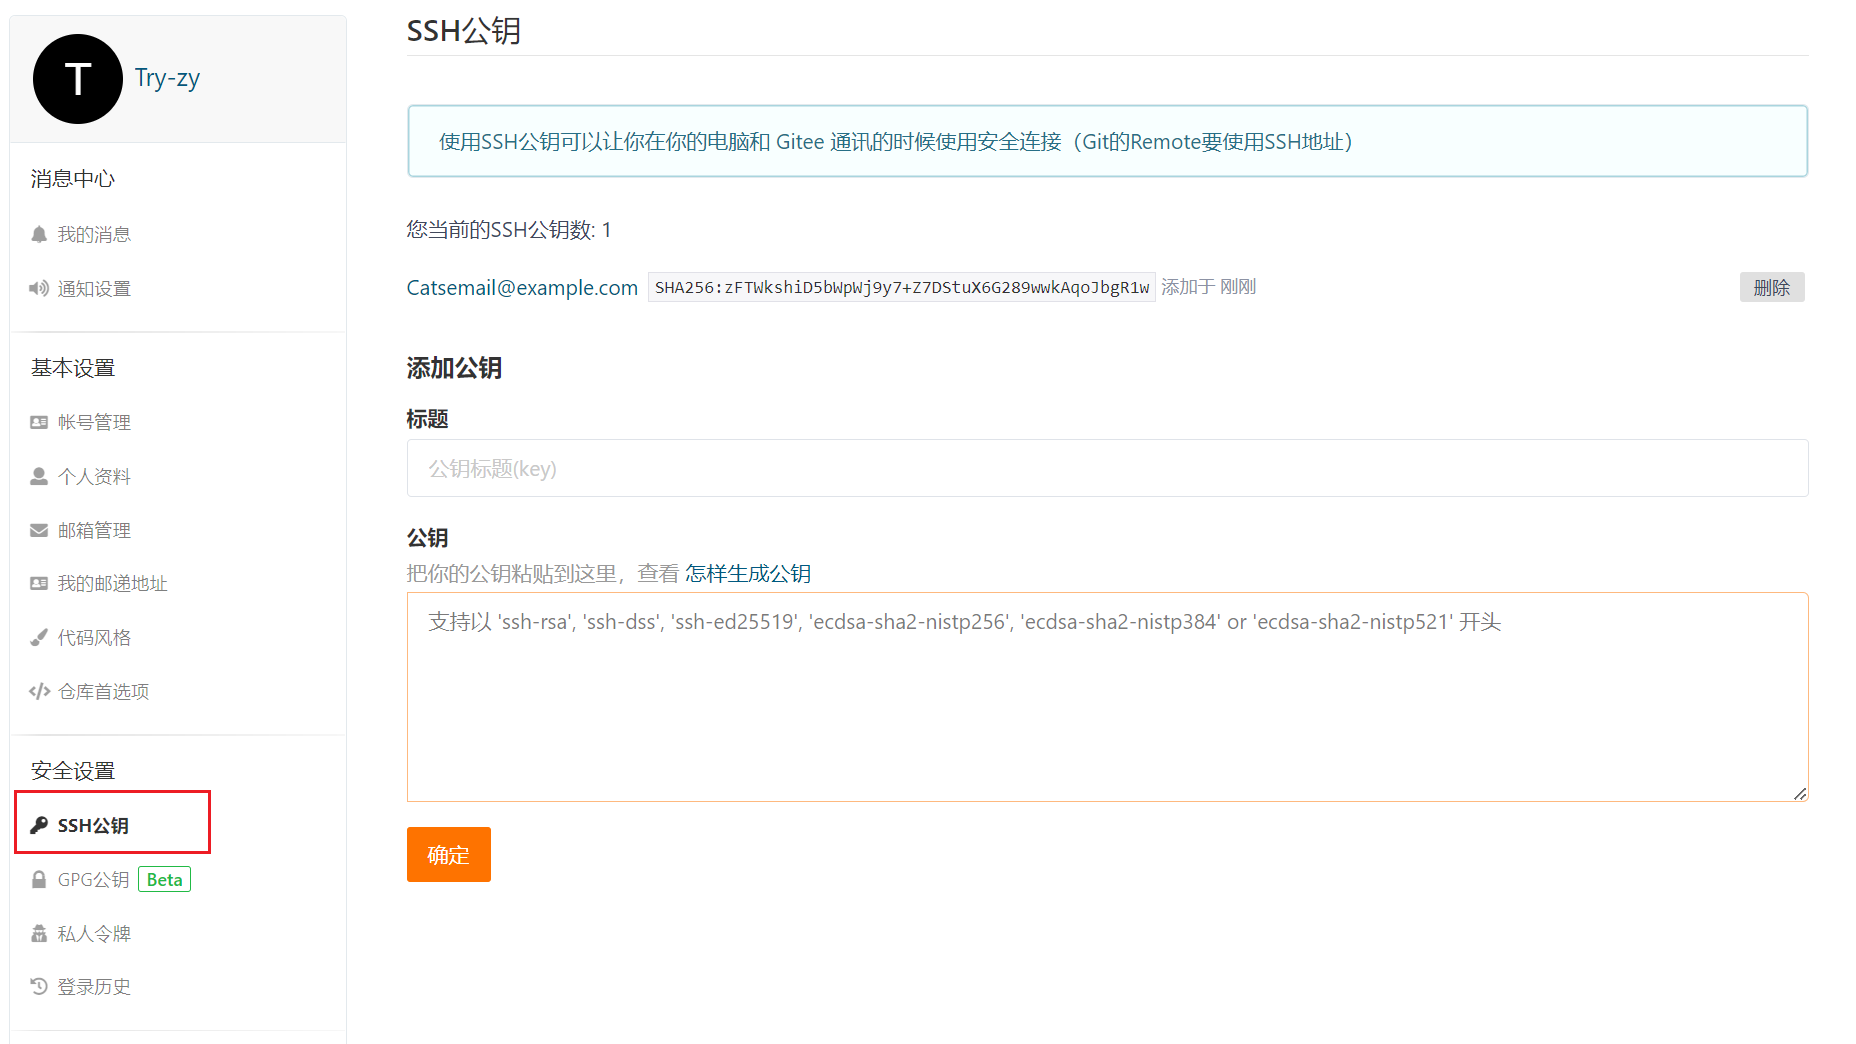 T
Try-zy
消息中心
我的消息
通知设置
基本设置
帐号管理
个人资料
邮箱管理
我的邮递地址
代码风格
仓库首选项
安全设置
SSH公钥
GPG公钥 Beta
私人令牌
登录历史
SSH公钥
使用SSH公钥可以让你在你的电脑和 Gitee 通讯的时候使用安全连接（Git的Remote要使用SSH地址）
您当前的SSH公钥数: 1
Catsemail@example.com SHA256:zFTWkshiD5bWpWj9y7+Z7DStuX6G289wwkAqoJbgR1w 添加于 刚刚 删除
添加公钥
标题
公钥标题(key)
公钥
把你的公钥粘贴到这里，查看 怎样生成公钥
支持以 'ssh-rsa', 'ssh-dss', 'ssh-ed25519', 'ecdsa-sha2-nistp256', 'ecdsa-sha2-nistp384' or 'ecdsa-sha2-nistp521' 开头
确定